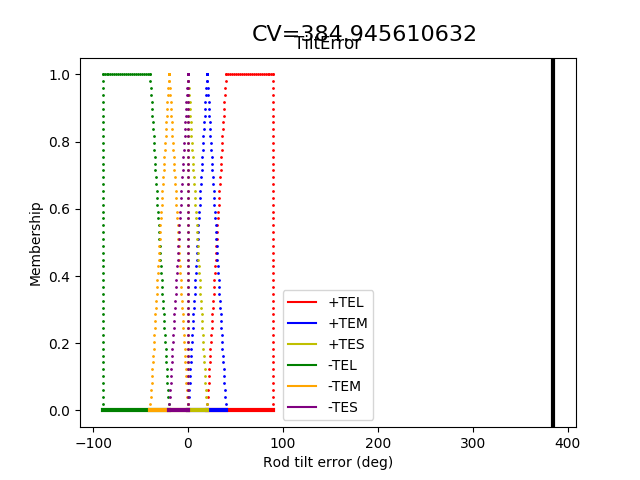 CV=384.945610632
TiltError
1.0
0.8
0.6
0.4
0.2
0.0
Membership
+TEL
+TEM
+TES
-TEL
-TEM
-TES
−100
0
100
200
300
400
Rod tilt error (deg)